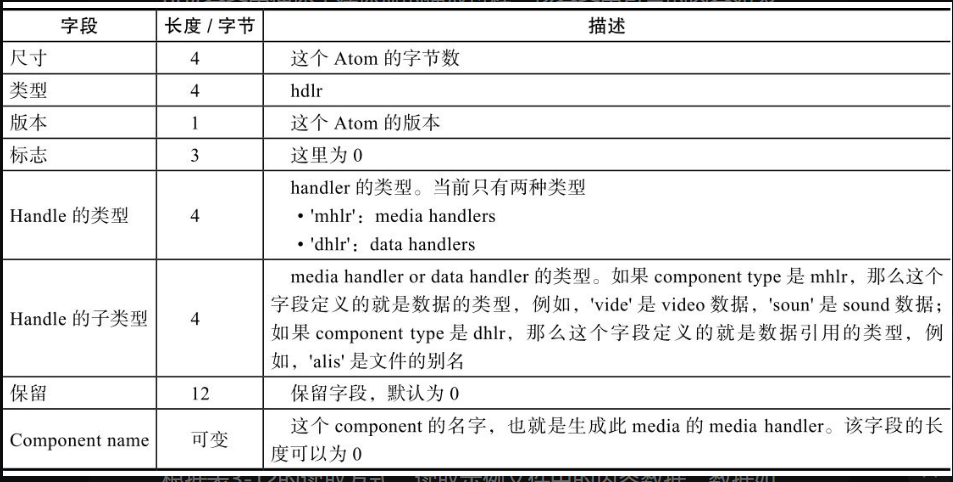 字段 长度 / 字节 描述
尺寸 4 这个 Atom 的字节数
类型 4 hdlr
版本 1 这个 Atom 的版本
标志 3 这里为 0
Handle 的类型 4 handler 的类型。当前只有两种类型
• 'mhlr'：media handlers
• 'dhlr'：data handlers
Handle 的子类型 4 media handler or data handler 的类型。如果 component type 是 mhlr，那么这个
字段定义的就是数据的类型，例如，'vide' 是 video 数据，'soun' 是 sound 数据；
如果 component type 是 dhlr，那么这个字段定义的就是数据引用的类型，例
如，'alis' 是文件的别名
保留 12 保留字段，默认为 0
Component name 可变 这个 component 的名字，也就是生成此 media 的 media handler。该字段的长
度可以为 0